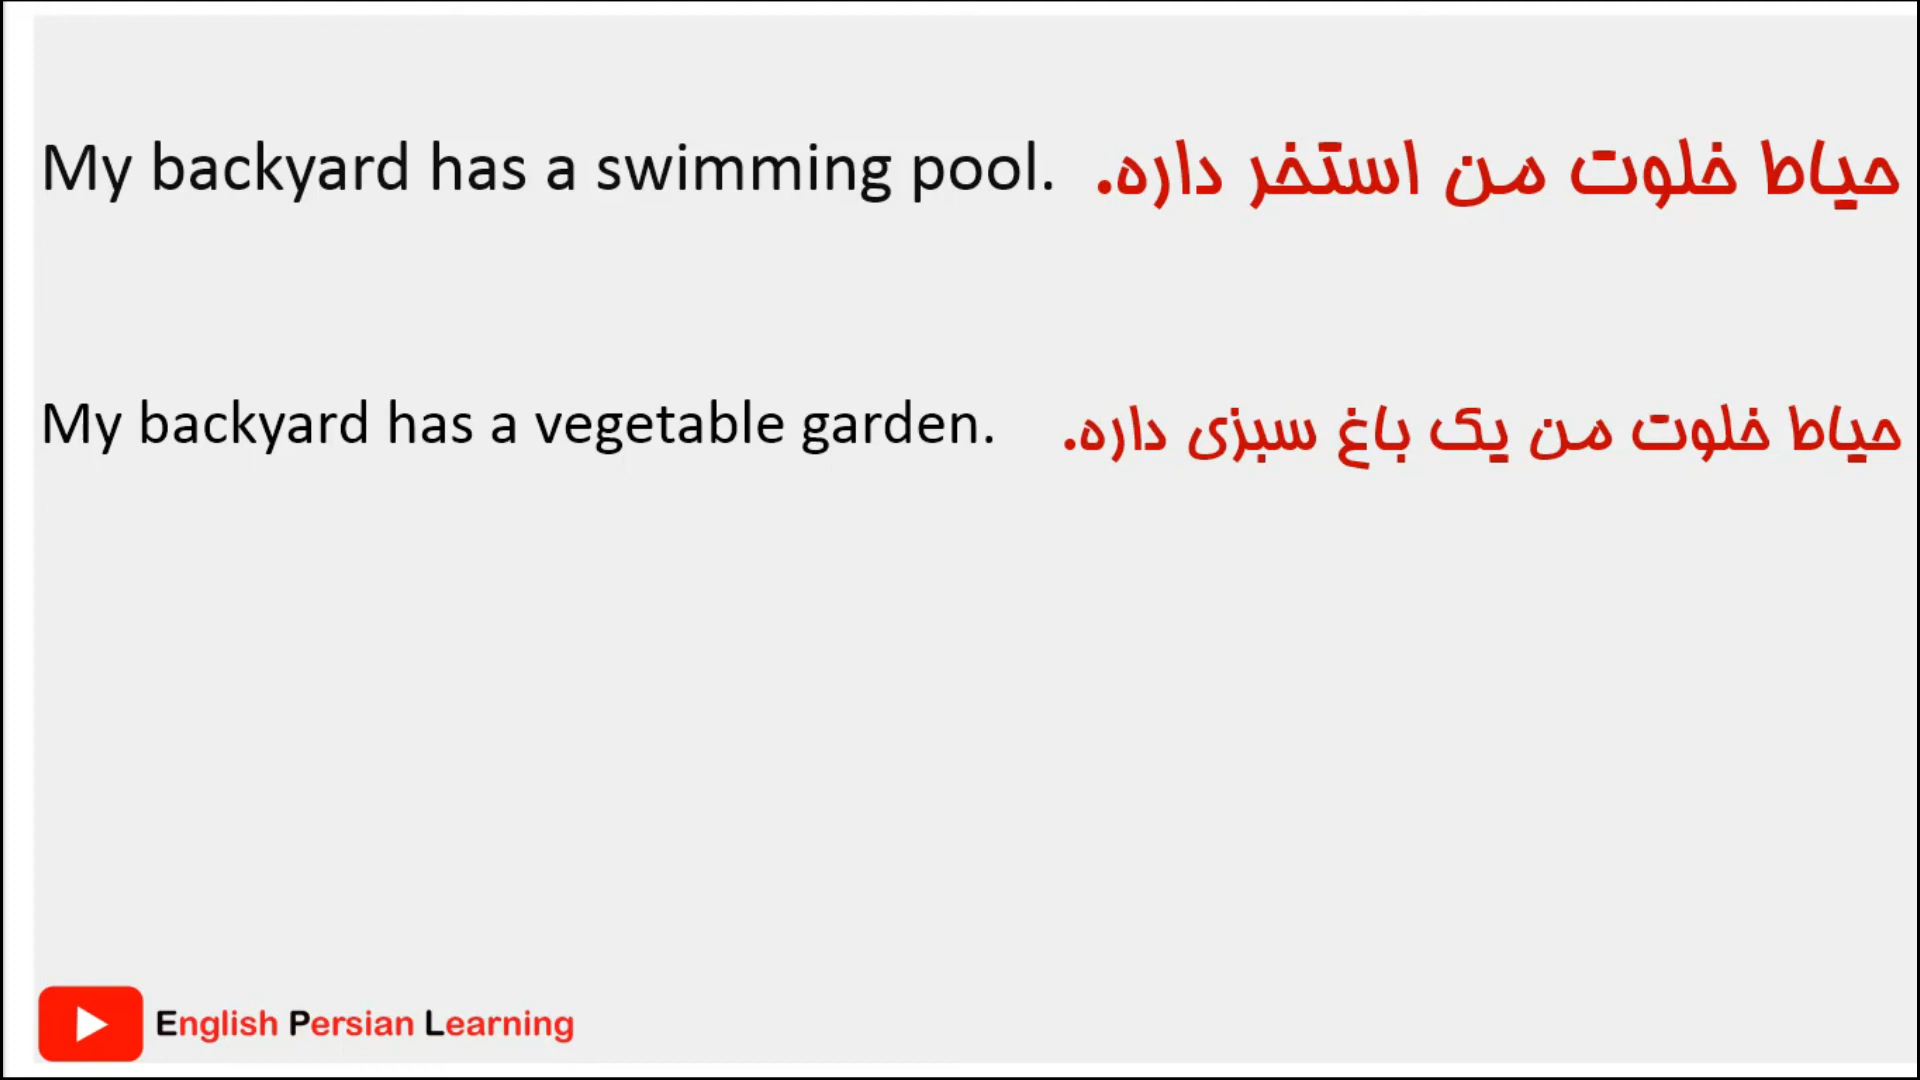 My backyard has a swimming pool. حیاط خلوت من استخر داره.
My backyard has a vegetable garden. حیاط خلوت من یک باغ سبزی داره.
English Persian Learning